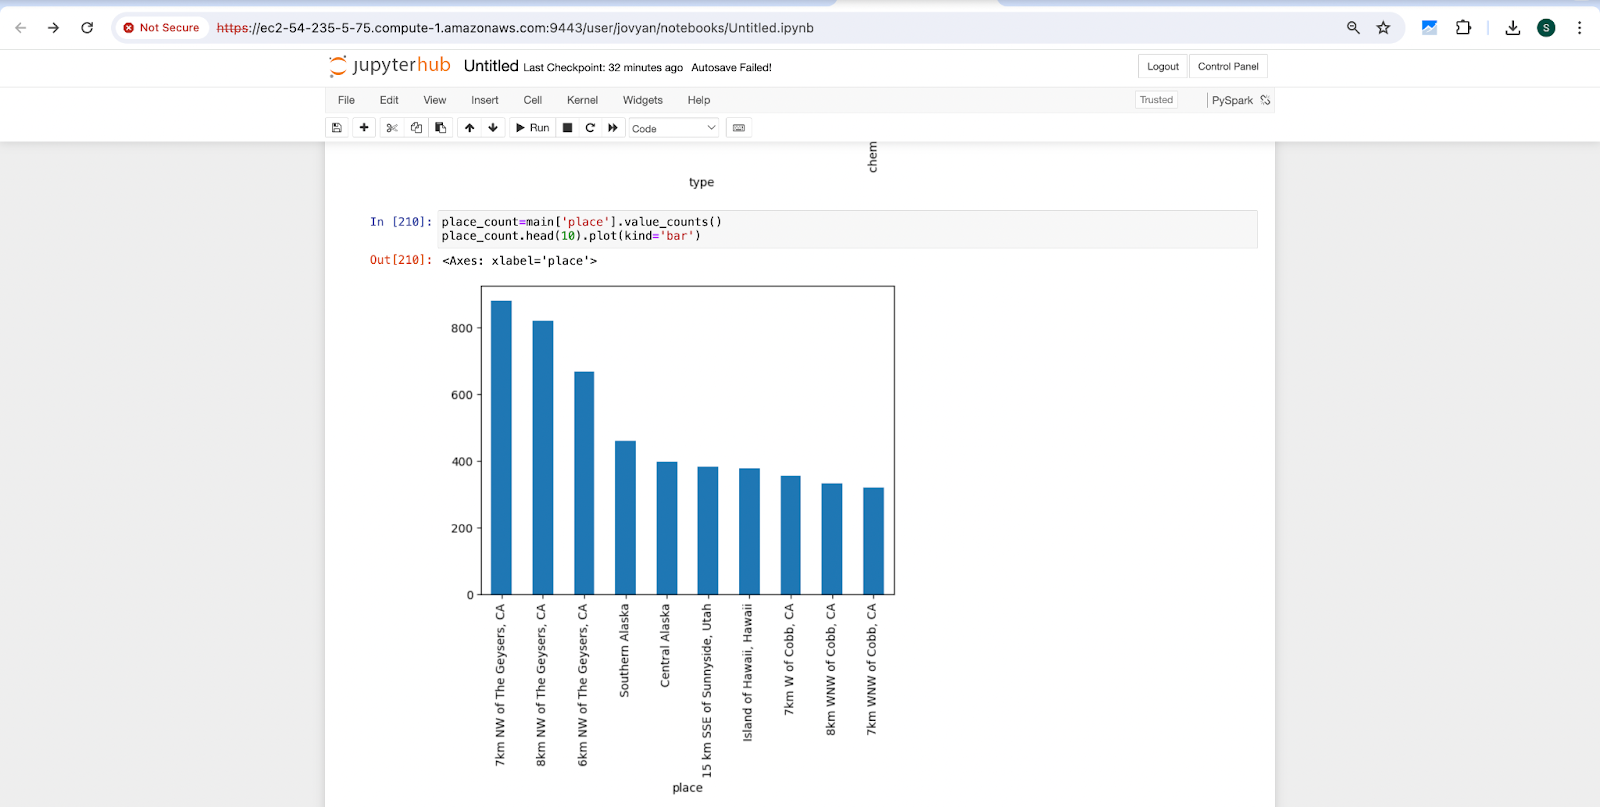 Not Secure https://ec2-54-235-5-75.compute-1.amazonaws.com:9443/user/jovyan/notebooks/Untitled.ipynb S
jupyterhub Untitled Last Checkpoint: 32 minutes ago Autosave Failed! Logout Control Panel
File Edit View Insert Cell Kernel Widgets Help Trusted PySpark
Run Code
chem
type
In [210]: place_count=main['place'].value_counts()
place_count.head(10).plot(kind='bar')
Out[210]: <Axes: xlabel='place'>
800
600
400
200
0
7km NW of The Geysers, CA
8km NW of The Geysers, CA
6km NW of The Geysers, CA
Southern Alaska
Central Alaska
15 km SSE of Sunnyside, Utah
Island of Hawaii, Hawaii
7km W of Cobb, CA
8km WNW of Cobb, CA
7km WNW of Cobb, CA
place